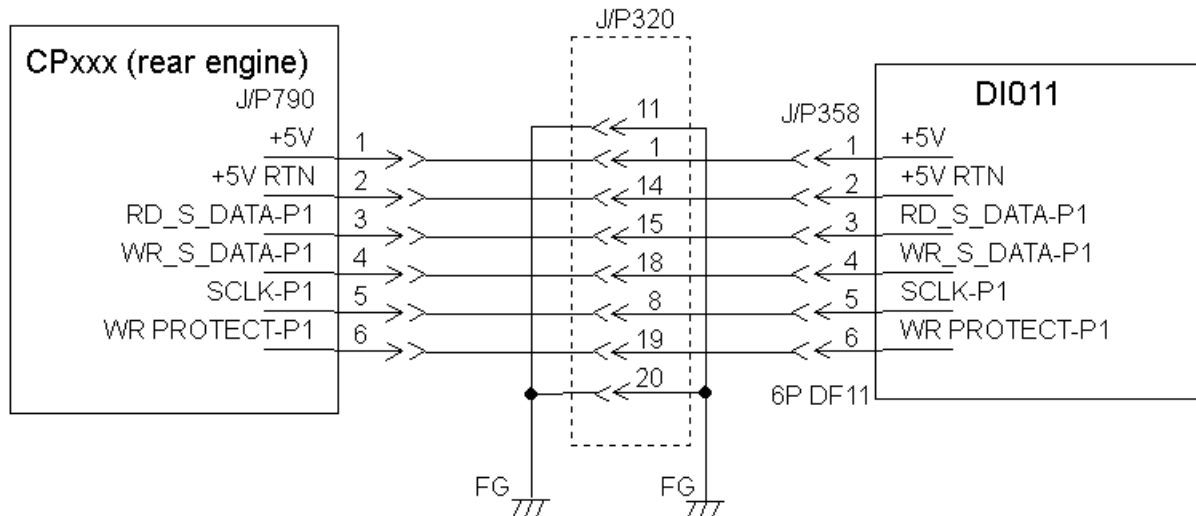 J/P320
CPxxx (rear engine)
DI011
J/P790
11
J/P358
+5V 1 1 1 +5V
+5V RTN 2 14 2 +5V RTN
RD_S_DATA-P1 3 15 3 RD_S_DATA-P1
WR_S_DATA-P1 4 18 4 WR_S_DATA-P1
SCLK-P1 5 8 5 SCLK-P1
WR PROTECT-P1 6 19 6 WR PROTECT-P1
20
6P DF11
FG FG